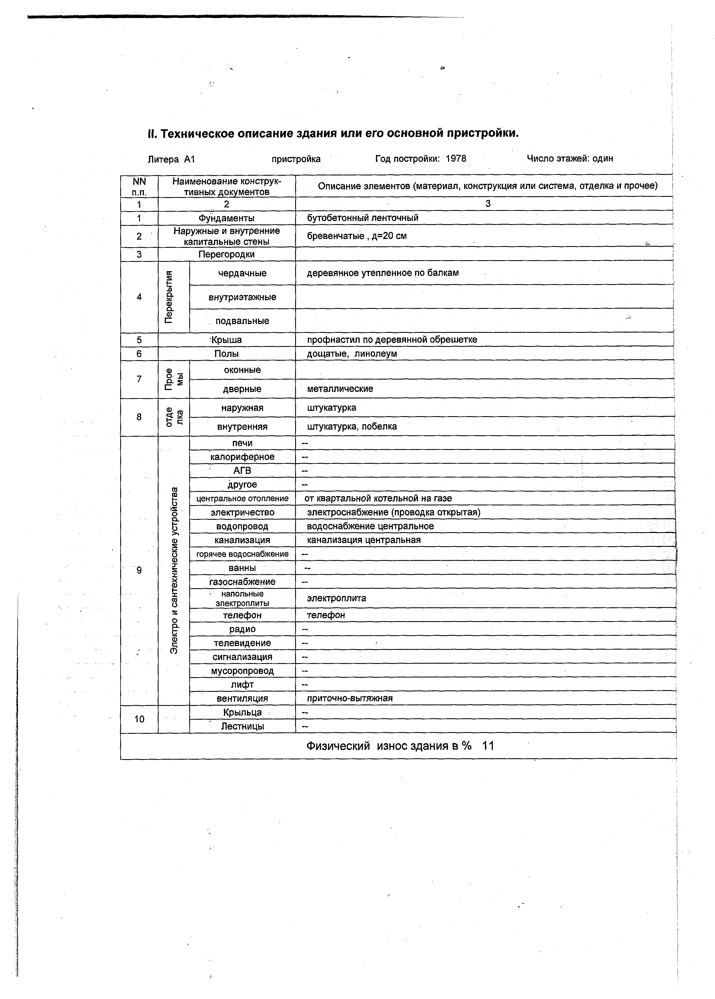 II. Техническое описание здания или его основной пристройки.
Литера А1 пристройка Год постройки: 1978 Число этажей: один
NN п.п. Наименование конструк-тивных документов Описание элементов (материал, конструкция или система, отделка и прочее)
1 2 3
1 Фундаменты бутобетонный ленточный
2 Наружные и внутренние капитальные стены бревенчатые , д=20 см
3 Перегородки
4 Перекрытия чердачные деревянное утепленное по балкам
внутриэтажные
подвальные
5 Крыша профнастил по деревянной обрешетке
6 Полы дощатые, линолеум
7 Прое мы оконные
дверные металлические
8 отде лка наружная штукатурка
внутренняя штукатурка, побелка
9 Электро и сантехнические устройства печи --
калориферное --
АГВ --
другое --
центральное отопление от квартальной котельной на газе
электричество электроснабжение (проводка открытая)
водопровод водоснабжение центральное
канализация канализация центральная
горячее водоснабжение --
ванны --
газоснабжение --
напольные электроплиты электроплита
телефон телефон
радио --
телевидение --
сигнализация --
мусоропровод --
лифт --
вентиляция приточно-вытяжная
10 Крыльца --
Лестницы --
Физический износ здания в % 11